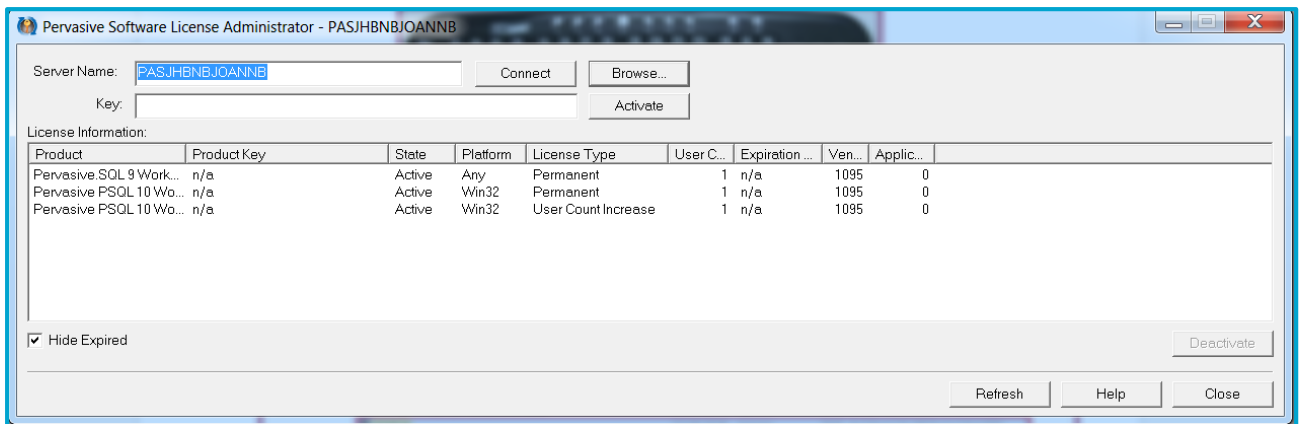 Pervasive Software License Administrator - PASJHBNBJOANNB
Server Name: PASJHBNBJOANNB Connect Browse...
Key: Activate
License Information:
Product Product Key State Platform License Type User C... Expiration ... Ven... Applic...
Pervasive.SQL 9 Work... n/a Active Any Permanent 1 n/a 1095 0
Pervasive PSQL 10 Wo... n/a Active Win32 Permanent 1 n/a 1095 0
Pervasive PSQL 10 Wo... n/a Active Win32 User Count Increase 1 n/a 1095 0
Hide Expired Deactivate
Refresh Help Close